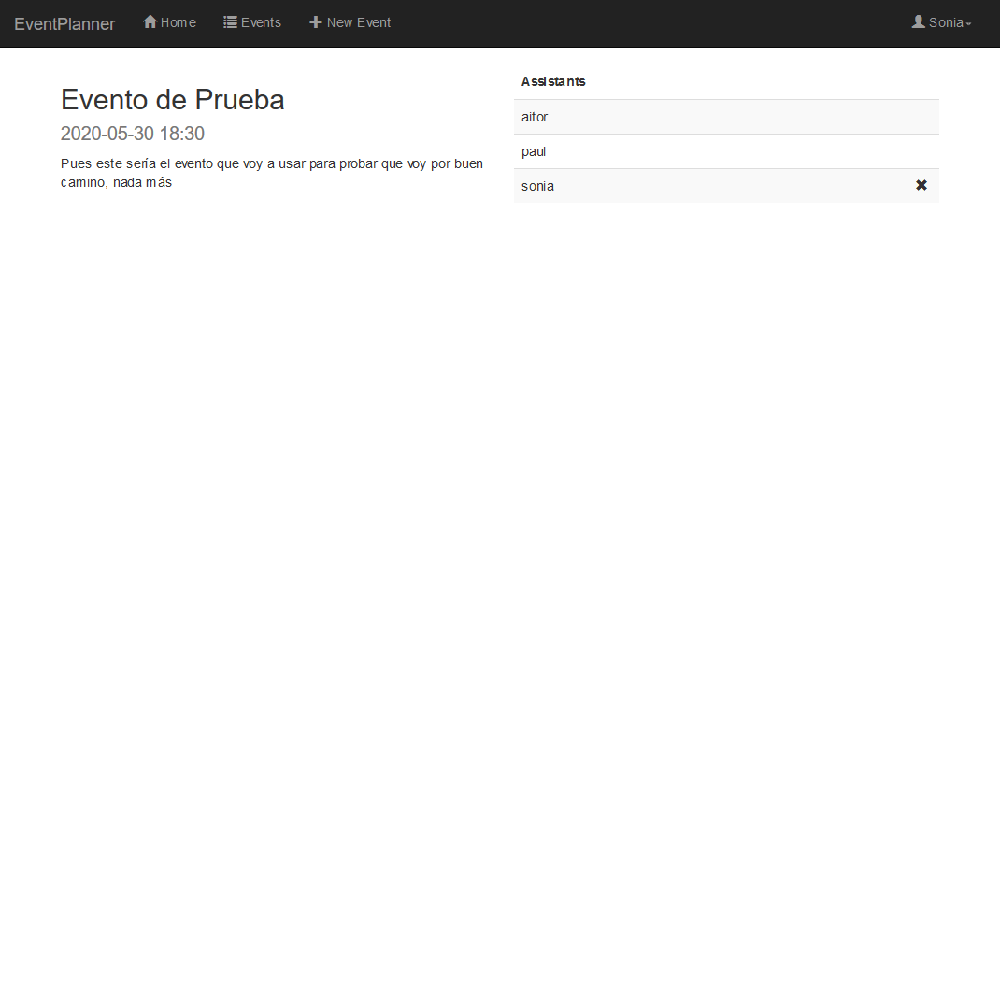 EventPlanner Home Events New Event Sonia
Evento de Prueba
2020-05-30 18:30
Pues este sería el evento que voy a usar para probar que voy por buen
camino, nada más
Assistants
aitor
paul
sonia